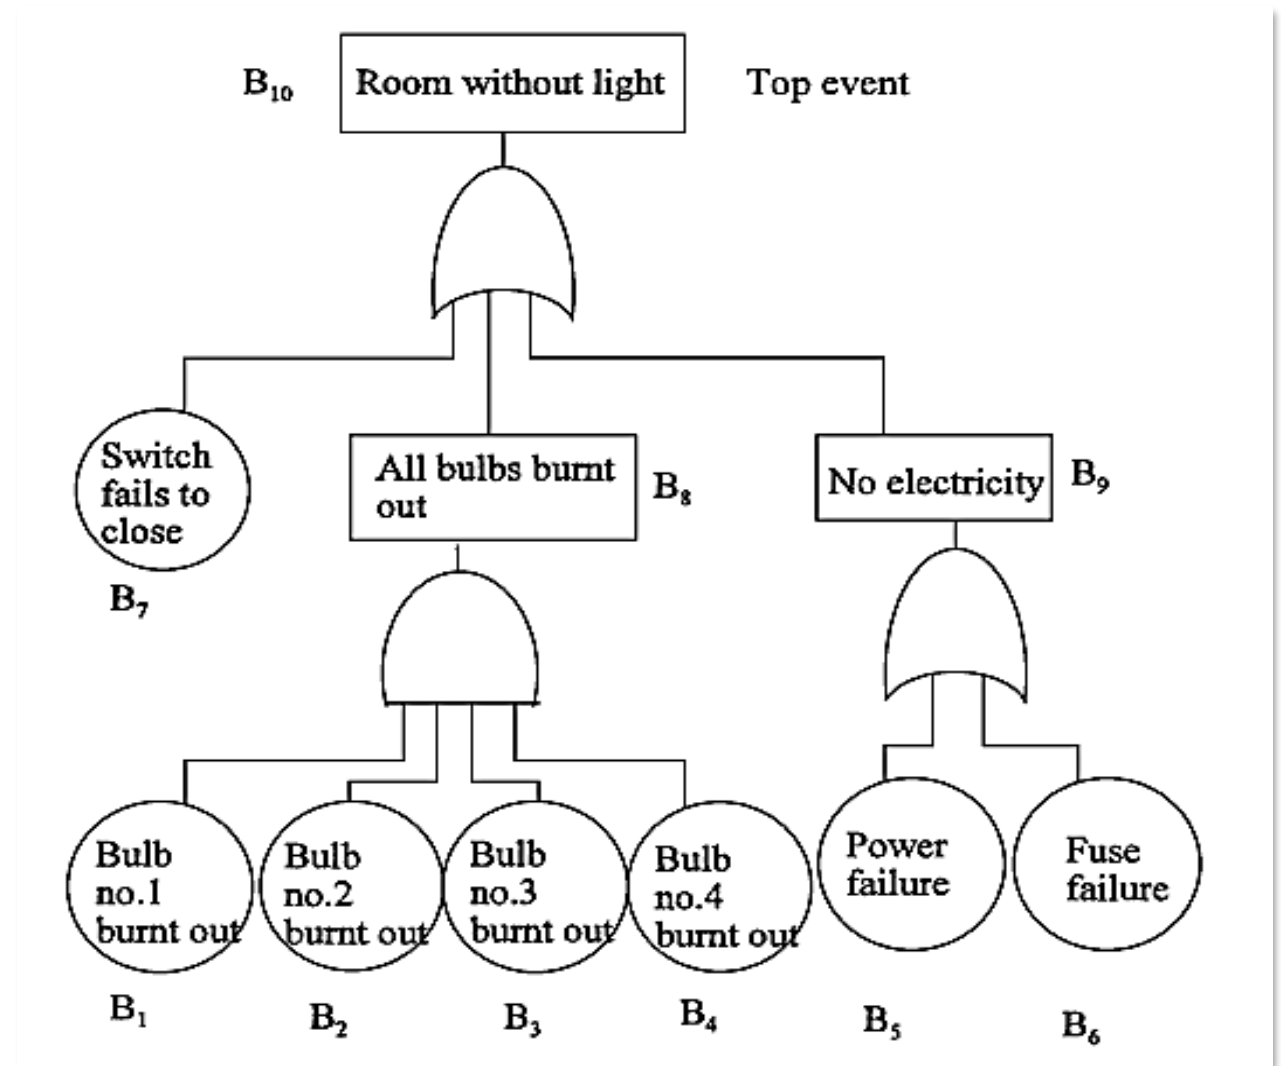 B₁₀
Room without light
Top event
Switch
fails to
close
B₇
All bulbs burnt
out
B₈
No electricity
B₉
Bulb
no.1
burnt out
B₁
Bulb
no.2
burnt out
B₂
Bulb
no.3
burnt out
B₃
Bulb
no.4
burnt out
B₄
Power
failure
B₅
Fuse
failure
B₆